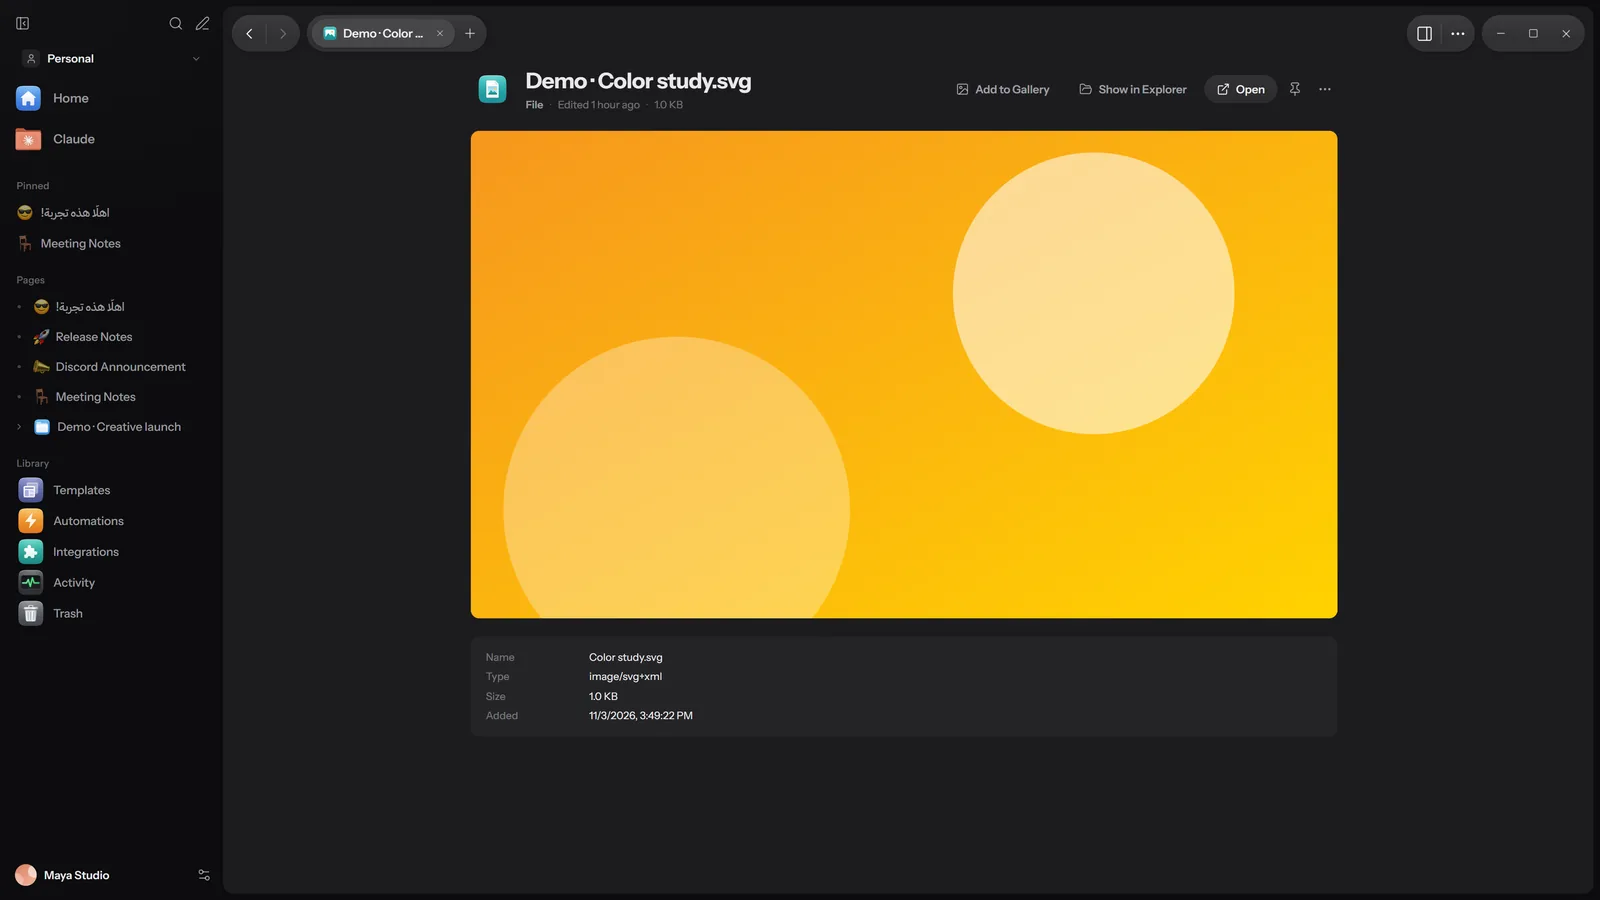 Personal
Home
Claude
Pinned
اهلًا هذه تجربة!
Meeting Notes
Pages
اهلًا هذه تجربة!
Release Notes
Discord Announcement
Meeting Notes
Demo · Creative launch
Library
Templates
Automations
Integrations
Activity
Trash
Maya Studio
Demo · Color ...
Demo · Color study.svg
File · Edited 1 hour ago · 1.0 KB
Add to Gallery
Show in Explorer
Open
Name Color study.svg
Type image/svg+xml
Size 1.0 KB
Added 11/3/2026, 3:49:22 PM